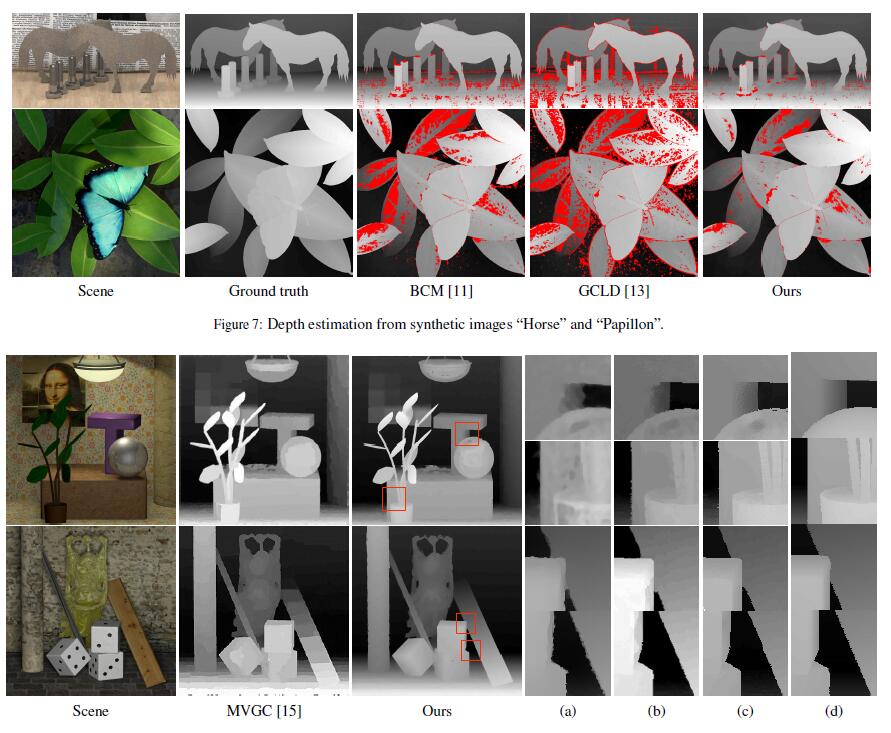 Scene Ground truth BCM [11] GCLD [13] Ours
Figure 7: Depth estimation from synthetic images “Horse” and “Papillon”.
Scene MVGC [15] Ours (a) (b) (c) (d)